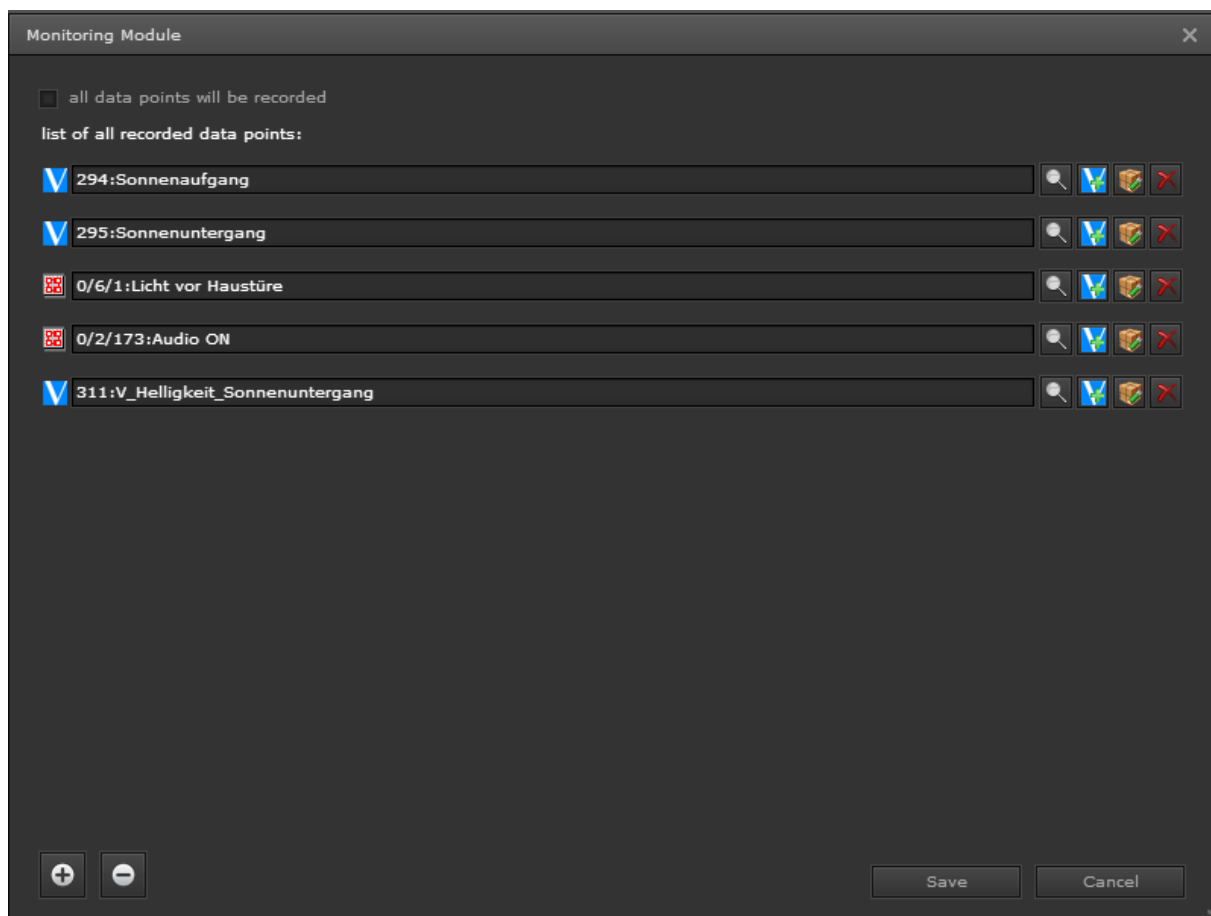 Monitoring Module
all data points will be recorded
list of all recorded data points:
294:Sonnenaufgang
295:Sonnenuntergang
0/6/1:Licht vor Haustüre
0/2/173:Audio ON
311:V_Helligkeit_Sonnenuntergang
Save Cancel